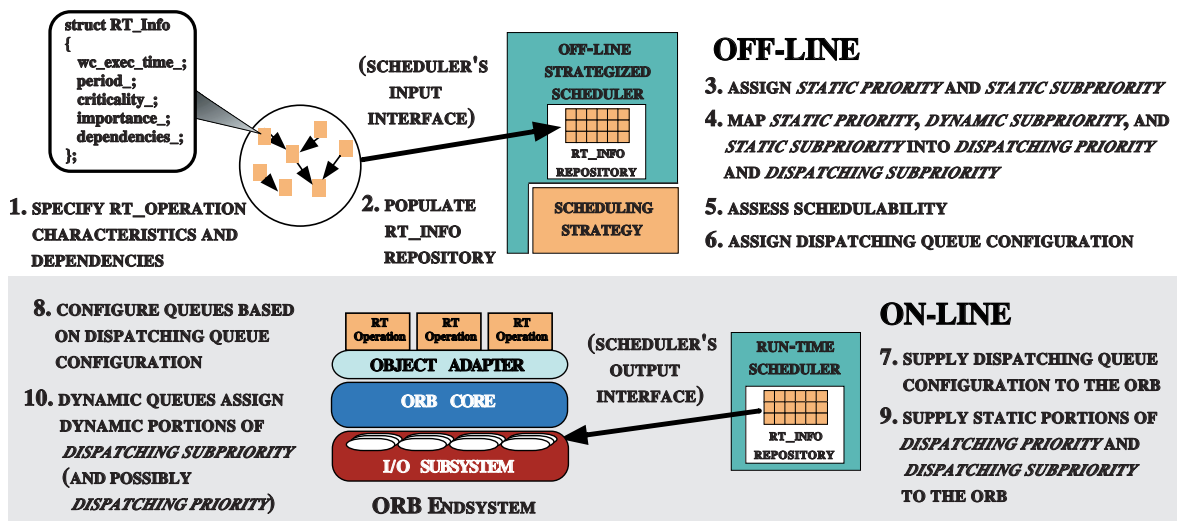 struct RT_Info
{
wc_exec_time_;
period_;
criticality_;
importance_;
dependencies_;
};
1. SPECIFY RT_OPERATION
CHARACTERISTICS AND
DEPENDENCIES
(SCHEDULER'S
INPUT
INTERFACE)
2. POPULATE
RT_INFO
REPOSITORY
OFF-LINE
STRATEGIZED
SCHEDULER
RT_INFO
REPOSITORY
SCHEDULING
STRATEGY
OFF-LINE
3. ASSIGN STATIC PRIORITY AND STATIC SUBPRIORITY
4. MAP STATIC PRIORITY, DYNAMIC SUBPRIORITY, AND
STATIC SUBPRIORITY INTO DISPATCHING PRIORITY
AND DISPATCHING SUBPRIORITY
5. ASSESS SCHEDULABILITY
6. ASSIGN DISPATCHING QUEUE CONFIGURATION
8. CONFIGURE QUEUES BASED
ON DISPATCHING QUEUE
CONFIGURATION
10. DYNAMIC QUEUES ASSIGN
DYNAMIC PORTIONS OF
DISPATCHING SUBPRIORITY
(AND POSSIBLY
DISPATCHING PRIORITY)
RT
Operation
RT
Operation
RT
Operation
OBJECT ADAPTER
ORB CORE
I/O SUBSYSTEM
ORB ENDSYSTEM
(SCHEDULER'S
OUTPUT
INTERFACE)
RUN-TIME
SCHEDULER
RT_INFO
REPOSITORY
ON-LINE
7. SUPPLY DISPATCHING QUEUE
CONFIGURATION TO THE ORB
9. SUPPLY STATIC PORTIONS OF
DISPATCHING PRIORITY AND
DISPATCHING SUBPRIORITY
TO THE ORB